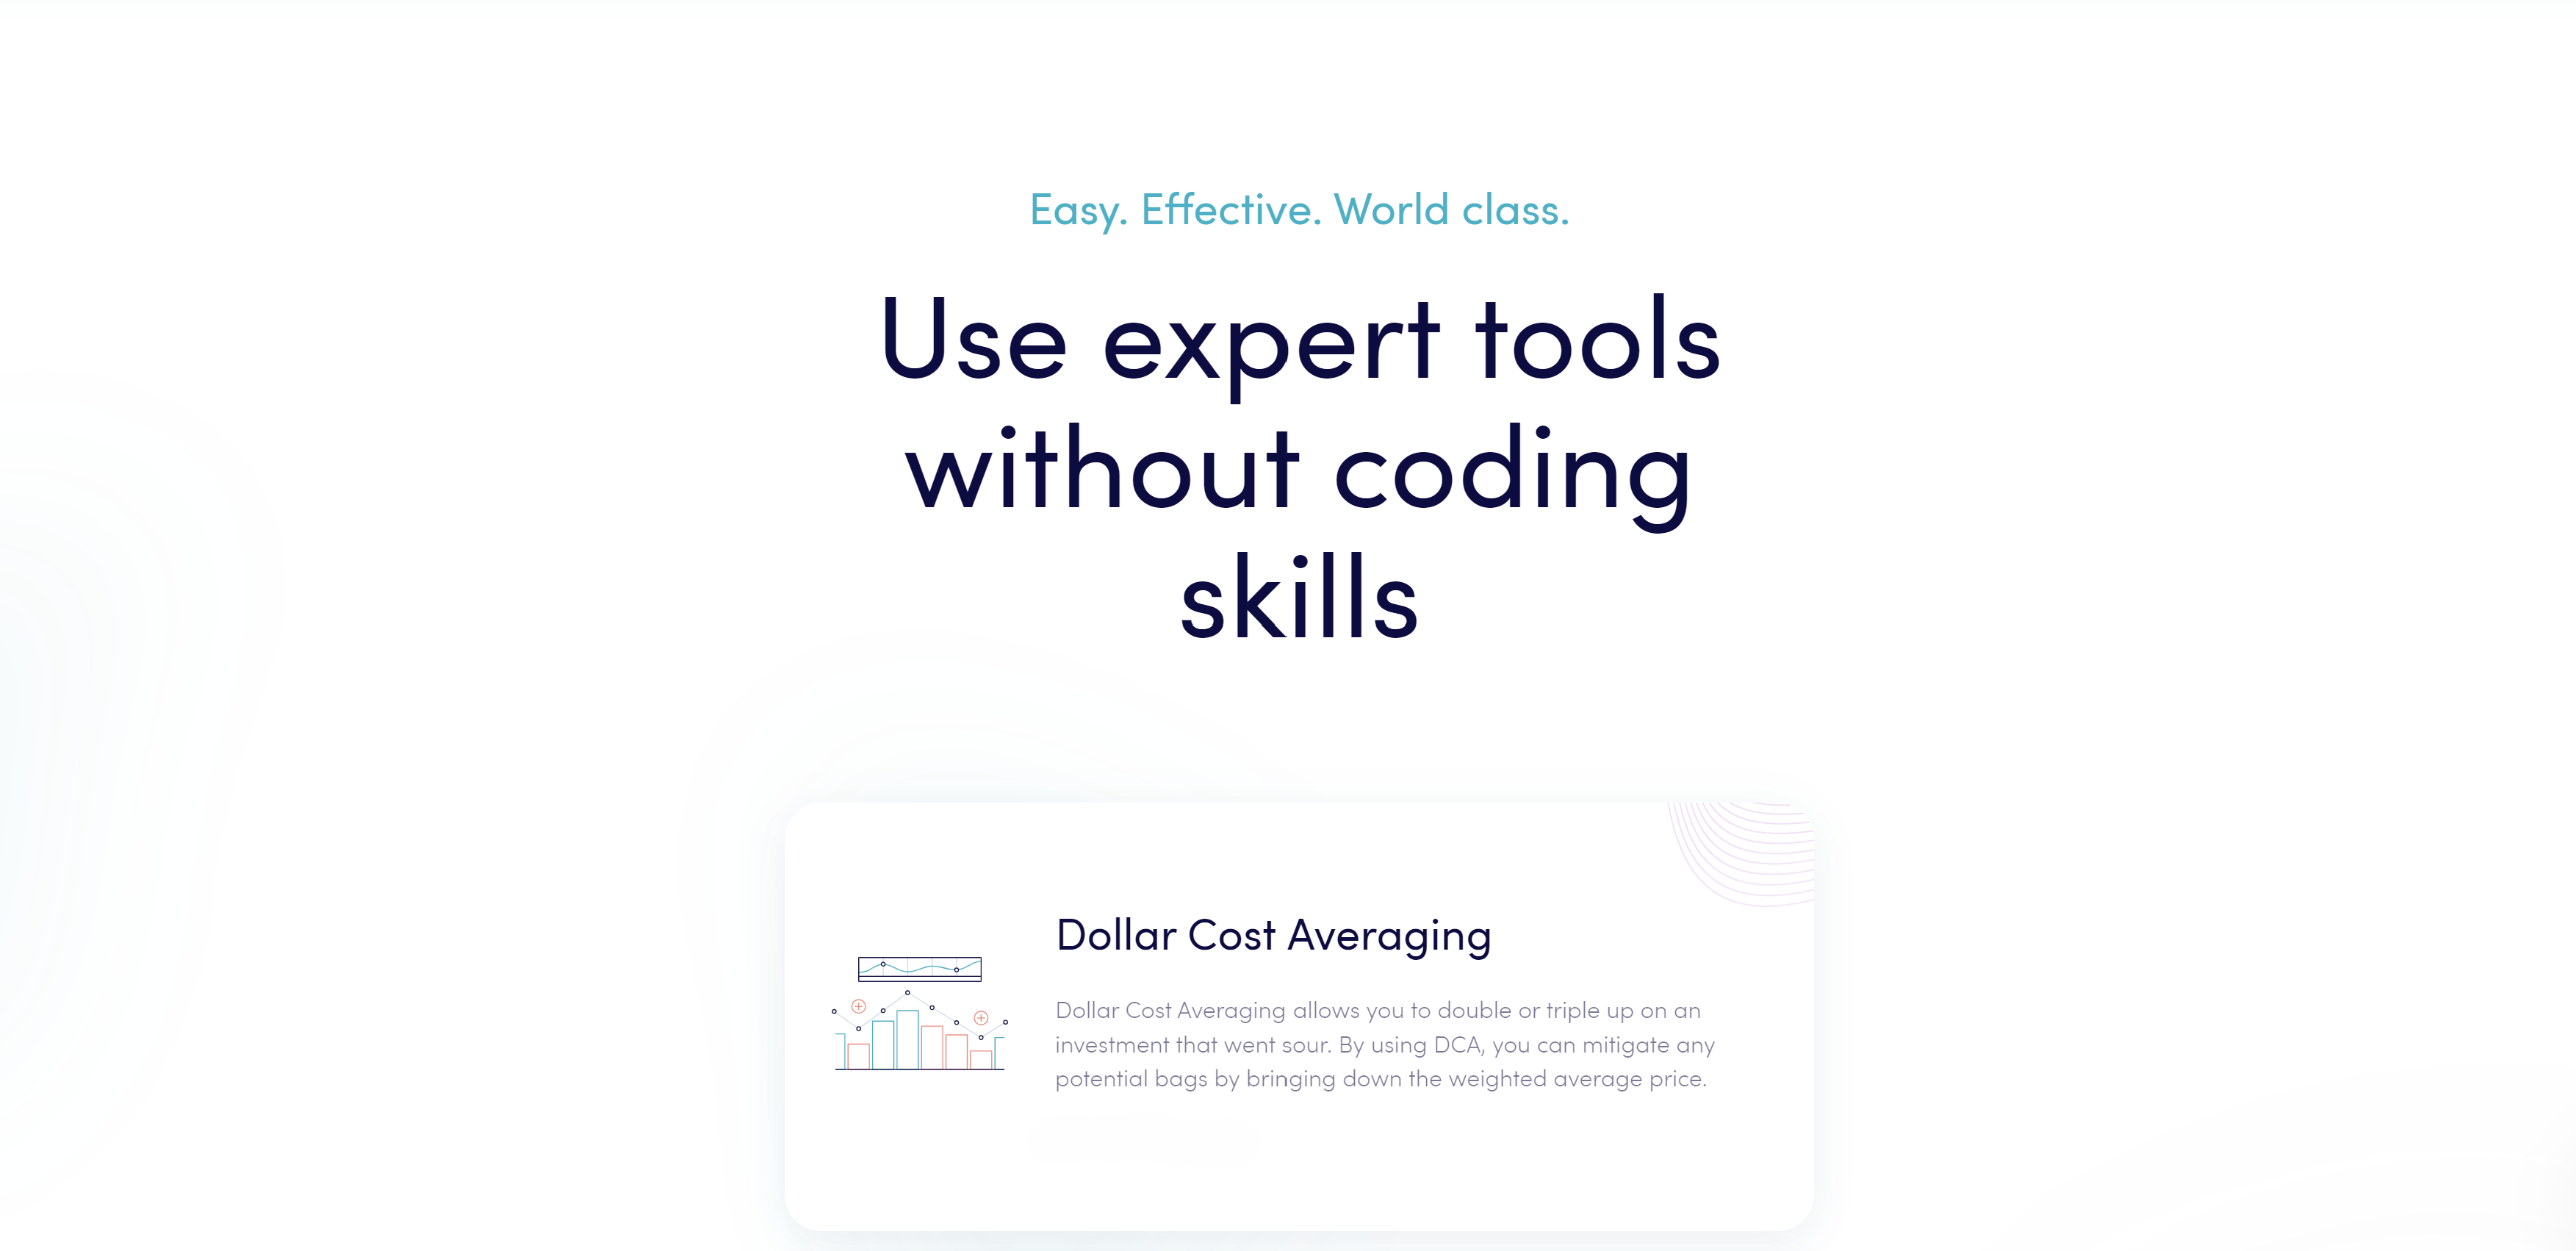 Easy. Effective. World class.
Use expert tools
without coding
skills
Dollar Cost Averaging
Dollar Cost Averaging allows you to double or triple up on an
investment that went sour. By using DCA, you can mitigate any
potential bags by bringing down the weighted average price.